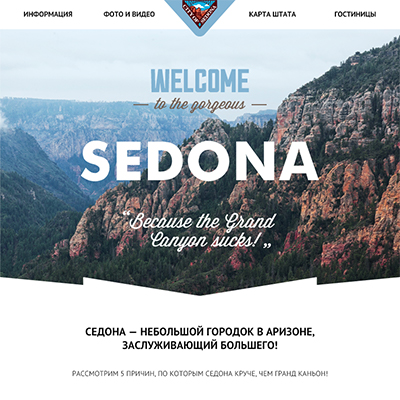 ИНФОРМАЦИЯ ФОТО И ВИДЕО КАРТА ШТАТА ГОСТИНИЦЫ
WELCOME
to the gorgeous
SEDONA
“Because the Grand
Canyon sucks! „
СЕДОНА — НЕБОЛЬШОЙ ГОРОДОК В АРИЗОНЕ,
ЗАСЛУЖИВАЮЩИЙ БОЛЬШЕГО!
РАССМОТРИМ 5 ПРИЧИН, ПО КОТОРЫМ СЕДОНА КРУЧЕ, ЧЕМ ГРАНД КАНЬОН!